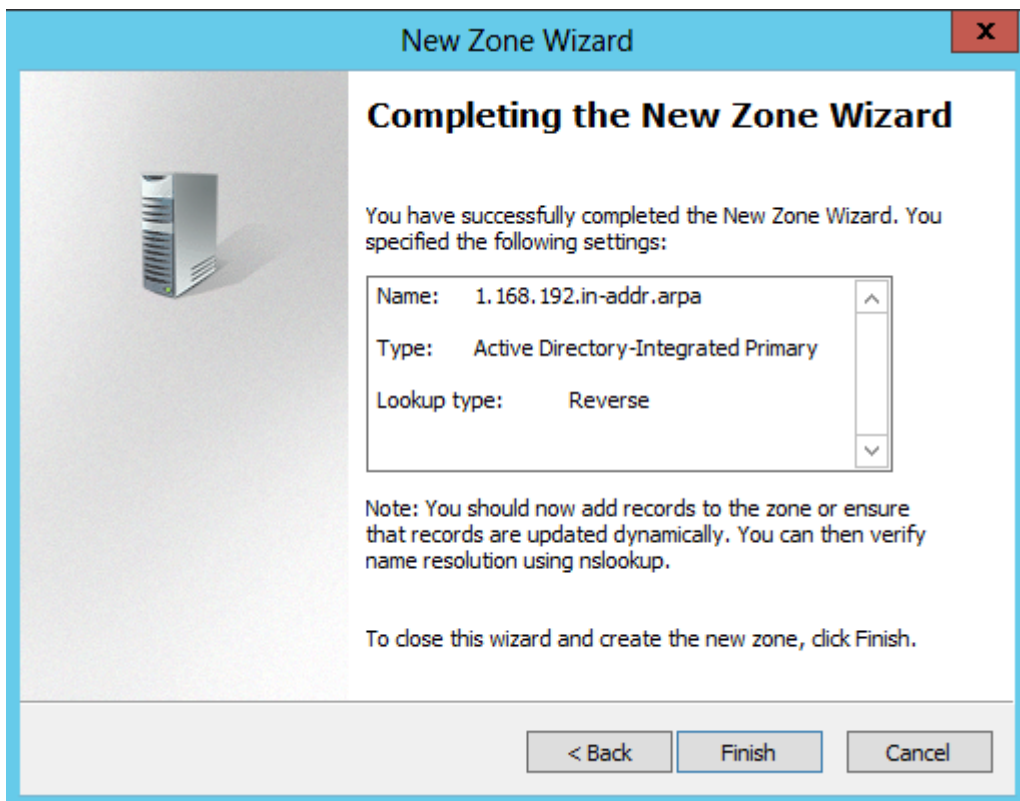 New Zone Wizard
x
Completing the New Zone Wizard
You have successfully completed the New Zone Wizard. You
specified the following settings:
Name: 1.168.192.in-addr.arpa
Type: Active Directory-Integrated Primary
Lookup type: Reverse
Note: You should now add records to the zone or ensure
that records are updated dynamically. You can then verify
name resolution using nslookup.
To close this wizard and create the new zone, click Finish.
< Back Finish Cancel